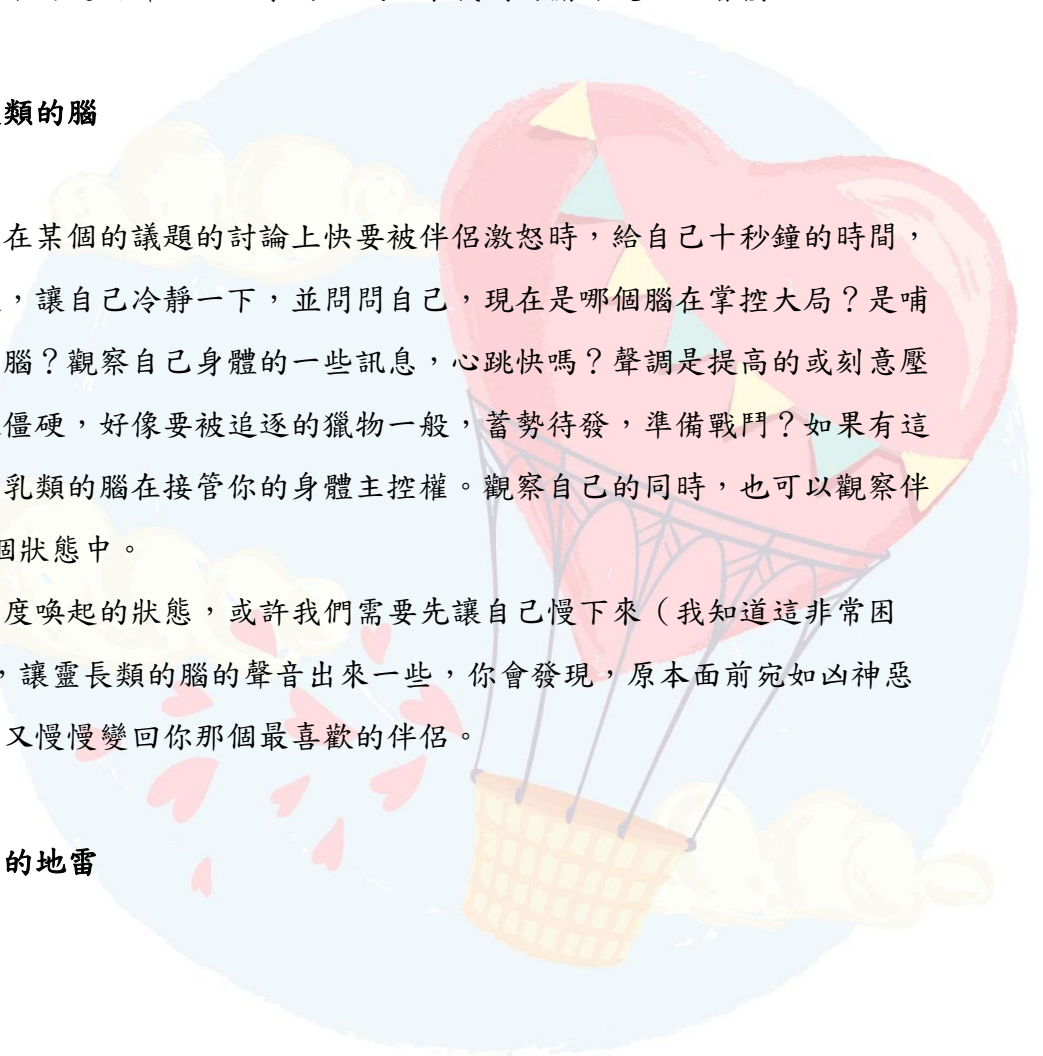 類的腦
在某個的議題的討論上快要被伴侶激怒時，給自己十秒鐘的時間，
，讓自己冷靜一下，並問問自己，現在是哪個腦在掌控大局？是哺
腦？觀察自己身體的一些訊息，心跳快嗎？聲調是提高的或刻意壓
僵硬，好像要被追逐的獵物一般，蓄勢待發，準備戰鬥？如果有這
乳類的腦在接管你的身體主控權。觀察自己的同時，也可以觀察伴
個狀態中。
度喚起的狀態，或許我們需要先讓自己慢下來（我知道這非常困
，讓靈長類的腦的聲音出來一些，你會發現，原本面前宛如凶神惡
又慢慢變回你那個最喜歡的伴侶。
的地雷